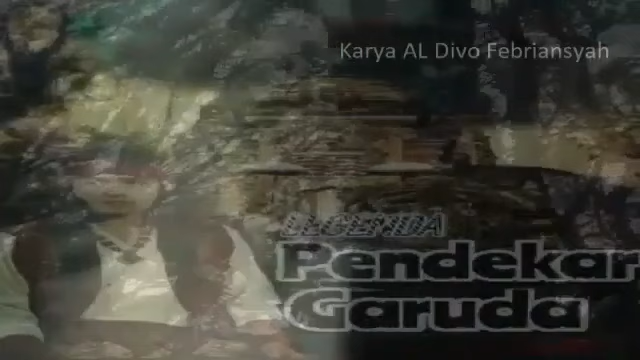 Karya AL Divo Febriansyah
LEGENDA
Pendekar
Garuda